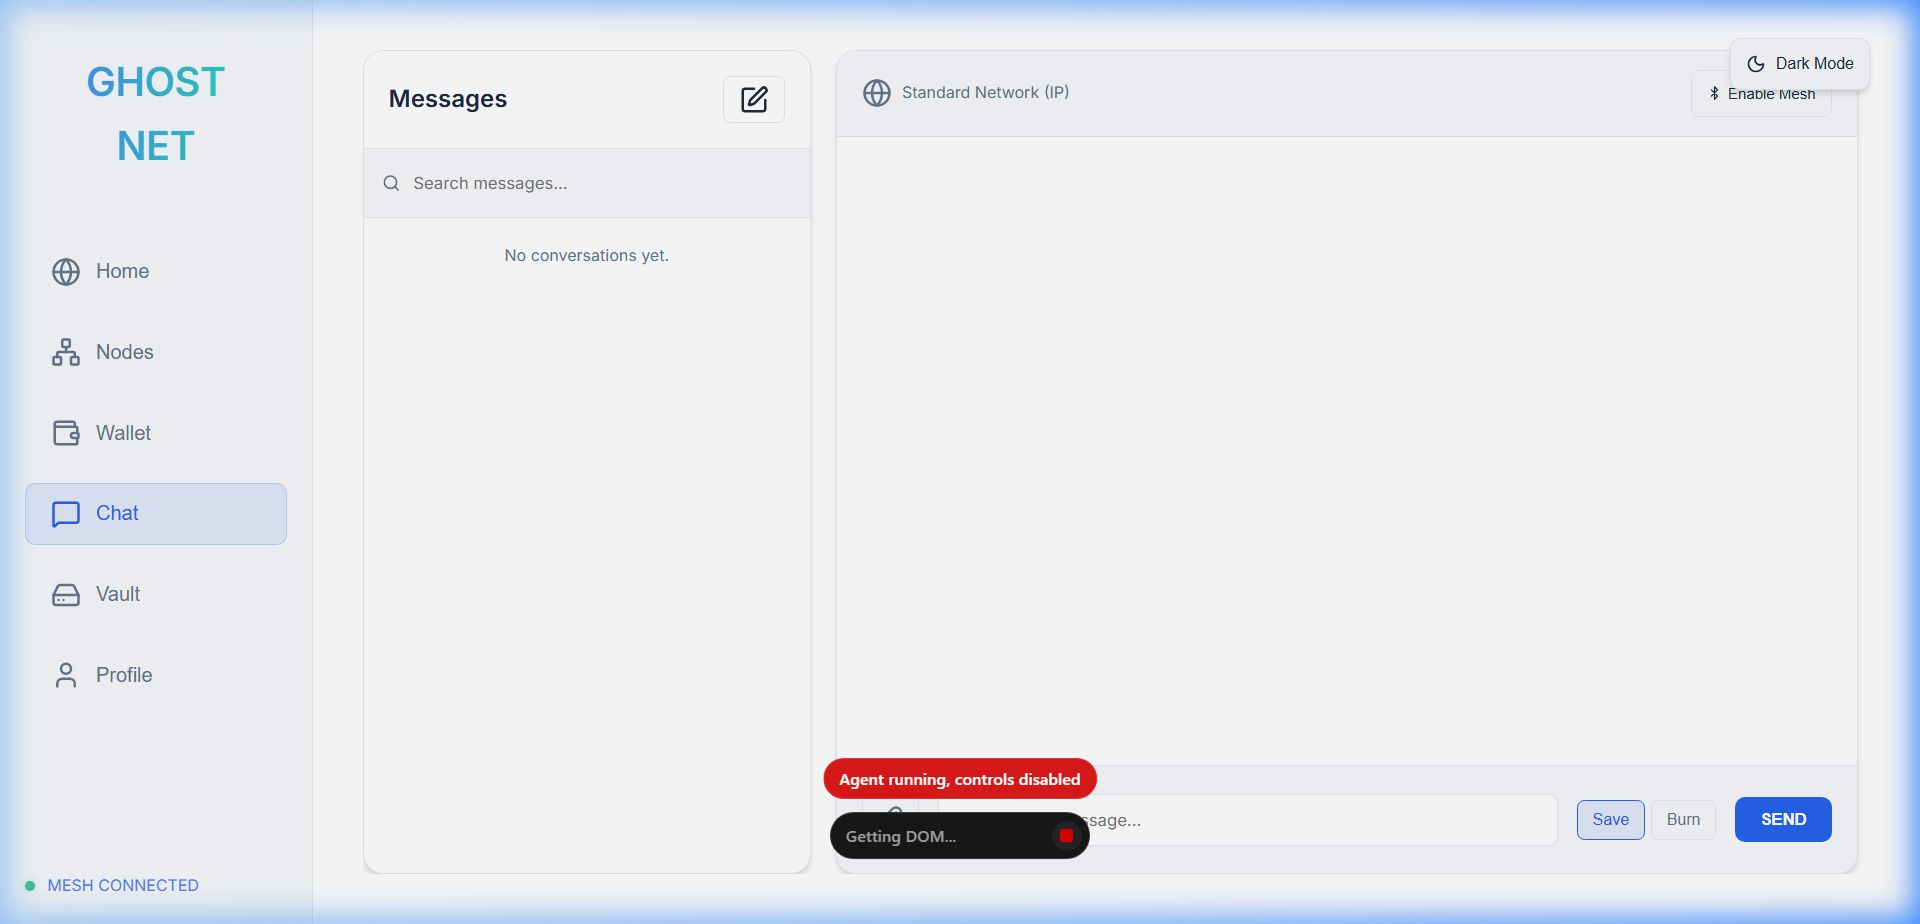 GHOST
NET
Home
Nodes
Wallet
Chat
Vault
Profile
MESH CONNECTED
Messages
Search messages...
No conversations yet.
Standard Network (IP)
Dark Mode
Enable Mesh
Agent running, controls disabled
Getting DOM...
Save
Burn
SEND